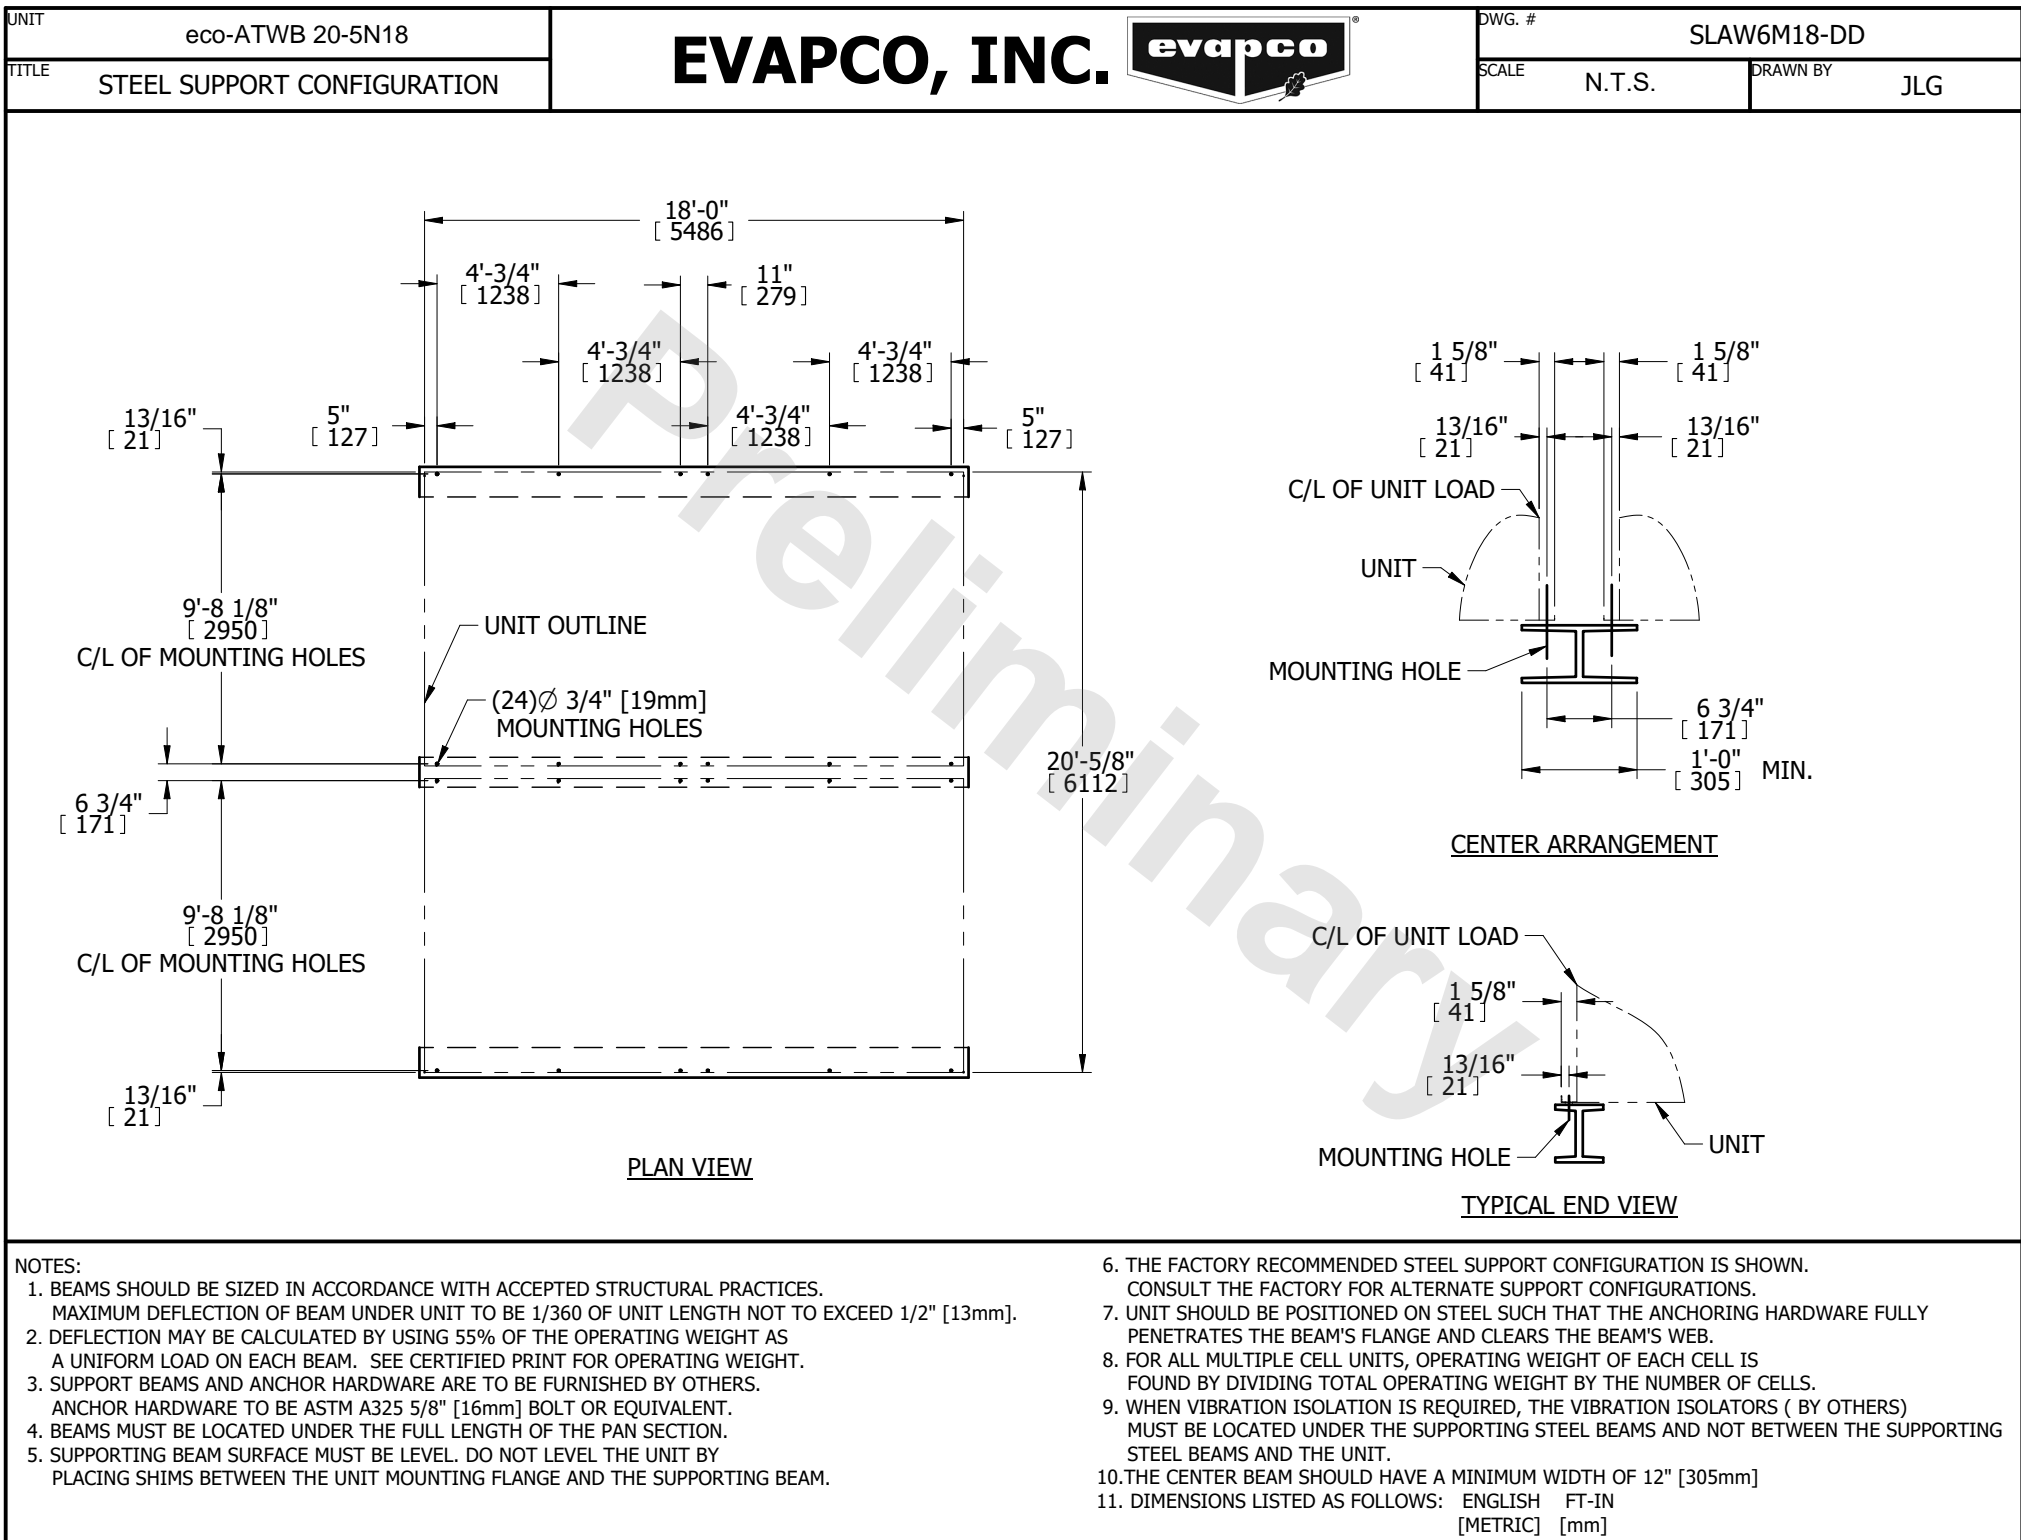 UNIT
eco-ATWB 20-5N18
TITLE
STEEL SUPPORT CONFIGURATION
EVAPCO, INC.
evapco
®
DWG. #
SLAW6M18-DD
SCALE
N.T.S.
DRAWN BY
JLG
18'-0"
[ 5486 ]
4'-3/4"
[ 1238 ]
11"
[ 279 ]
4'-3/4"
[ 1238 ]
4'-3/4"
[ 1238 ]
13/16"
[ 21 ]
5"
[ 127 ]
4'-3/4"
[ 1238 ]
5"
[ 127 ]
9'-8 1/8"
[ 2950 ]
C/L OF MOUNTING HOLES
UNIT OUTLINE
(24)∅ 3/4" [19mm]
MOUNTING HOLES
6 3/4"
[ 171 ]
20'-5/8"
[ 6112 ]
9'-8 1/8"
[ 2950 ]
C/L OF MOUNTING HOLES
13/16"
[ 21 ]
PLAN VIEW
Preliminary
1 5/8"
[ 41 ]
1 5/8"
[ 41 ]
13/16"
[ 21 ]
13/16"
[ 21 ]
C/L OF UNIT LOAD
UNIT
MOUNTING HOLE
6 3/4"
[ 171 ]
1'-0"
[ 305 ] MIN.
CENTER ARRANGEMENT
C/L OF UNIT LOAD
1 5/8"
[ 41 ]
13/16"
[ 21 ]
MOUNTING HOLE
UNIT
TYPICAL END VIEW
NOTES:
1. BEAMS SHOULD BE SIZED IN ACCORDANCE WITH ACCEPTED STRUCTURAL PRACTICES.
MAXIMUM DEFLECTION OF BEAM UNDER UNIT TO BE 1/360 OF UNIT LENGTH NOT TO EXCEED 1/2" [13mm].
2. DEFLECTION MAY BE CALCULATED BY USING 55% OF THE OPERATING WEIGHT AS
A UNIFORM LOAD ON EACH BEAM. SEE CERTIFIED PRINT FOR OPERATING WEIGHT.
3. SUPPORT BEAMS AND ANCHOR HARDWARE ARE TO BE FURNISHED BY OTHERS.
ANCHOR HARDWARE TO BE ASTM A325 5/8" [16mm] BOLT OR EQUIVALENT.
4. BEAMS MUST BE LOCATED UNDER THE FULL LENGTH OF THE PAN SECTION.
5. SUPPORTING BEAM SURFACE MUST BE LEVEL. DO NOT LEVEL THE UNIT BY
PLACING SHIMS BETWEEN THE UNIT MOUNTING FLANGE AND THE SUPPORTING BEAM.
6. THE FACTORY RECOMMENDED STEEL SUPPORT CONFIGURATION IS SHOWN.
CONSULT THE FACTORY FOR ALTERNATE SUPPORT CONFIGURATIONS.
7. UNIT SHOULD BE POSITIONED ON STEEL SUCH THAT THE ANCHORING HARDWARE FULLY
PENETRATES THE BEAM'S FLANGE AND CLEARS THE BEAM'S WEB.
8. FOR ALL MULTIPLE CELL UNITS, OPERATING WEIGHT OF EACH CELL IS
FOUND BY DIVIDING TOTAL OPERATING WEIGHT BY THE NUMBER OF CELLS.
9. WHEN VIBRATION ISOLATION IS REQUIRED, THE VIBRATION ISOLATORS ( BY OTHERS)
MUST BE LOCATED UNDER THE SUPPORTING STEEL BEAMS AND NOT BETWEEN THE SUPPORTING
STEEL BEAMS AND THE UNIT.
10.THE CENTER BEAM SHOULD HAVE A MINIMUM WIDTH OF 12" [305mm]
11. DIMENSIONS LISTED AS FOLLOWS: ENGLISH FT-IN
[METRIC] [mm]